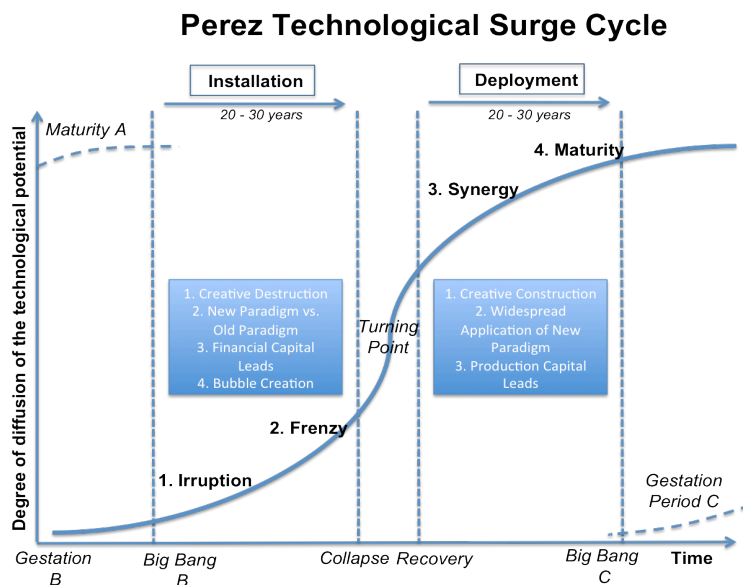 Perez Technological Surge Cycle
Installation
20 - 30 years
Deployment
20 - 30 years
Degree of diffusion of the technological potential
Maturity A
4. Maturity
3. Synergy
1. Creative Destruction
2. New Paradigm vs.
Old Paradigm
3. Financial Capital
Leads
4. Bubble Creation
Turning
Point
1. Creative Construction
2. Widespread
Application of New
Paradigm
3. Production Capital
Leads
2. Frenzy
1. Irruption
Gestation
Period C
Gestation
B
Big Bang
B
Collapse Recovery
Big Bang
C
Time